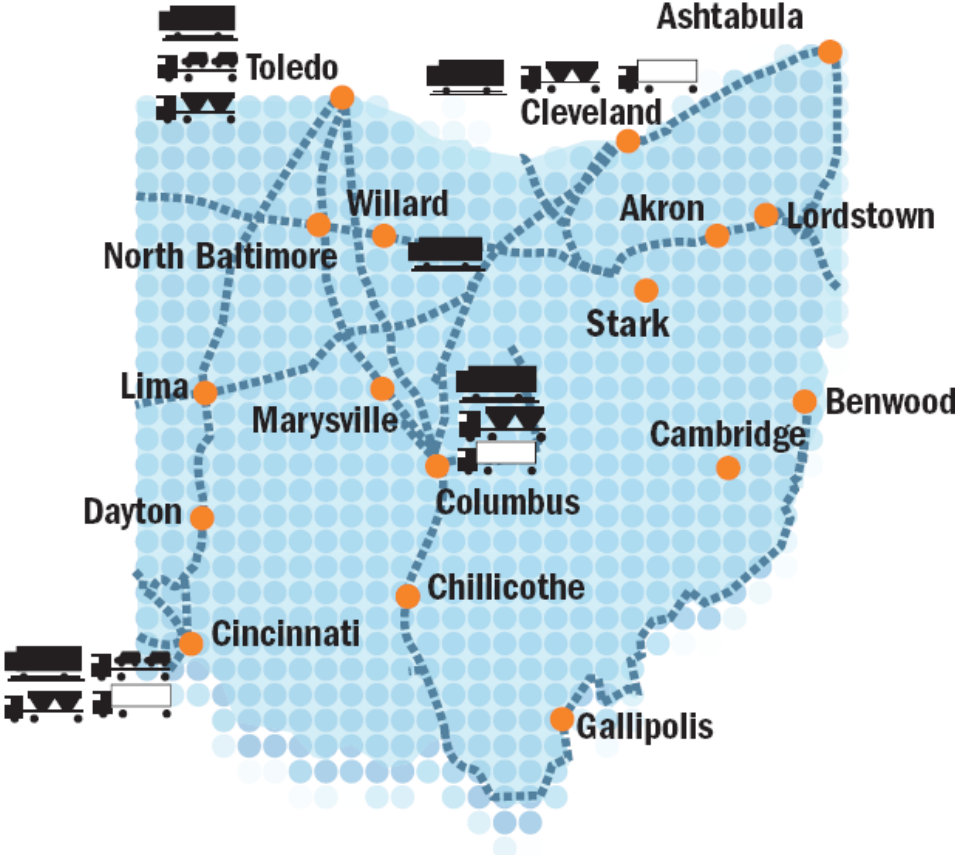 Ashtabula
Toledo
Cleveland
Willard
Akron
Lordstown
North Baltimore
Stark
Lima
Marysville
Benwood
Cambridge
Columbus
Dayton
Chillicothe
Cincinnati
Gallipolis